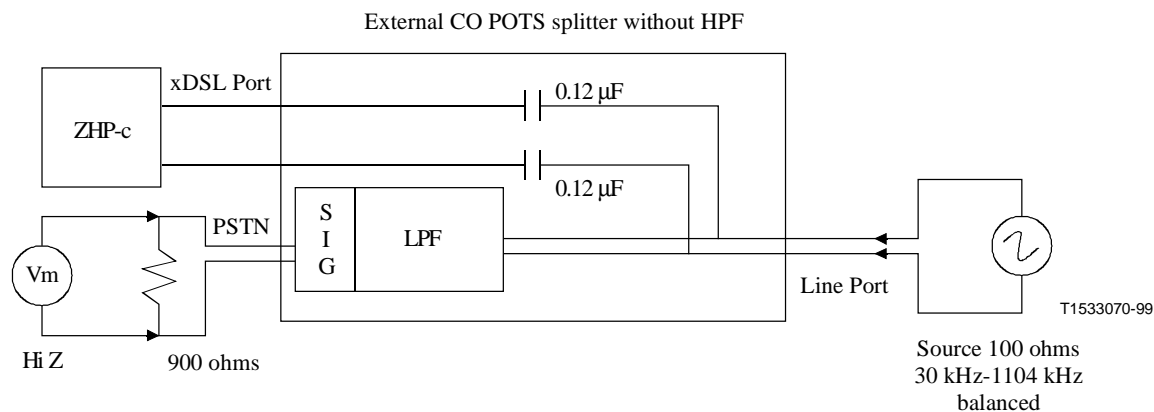 External CO POTS splitter without HPF
xDSL Port
0.12 µF
ZHP-c
0.12 µF
S
I
G
LPF
PSTN
Vm
Line Port
T1533070-99
Hi Z
900 ohms
Source 100 ohms
30 kHz-1104 kHz
balanced